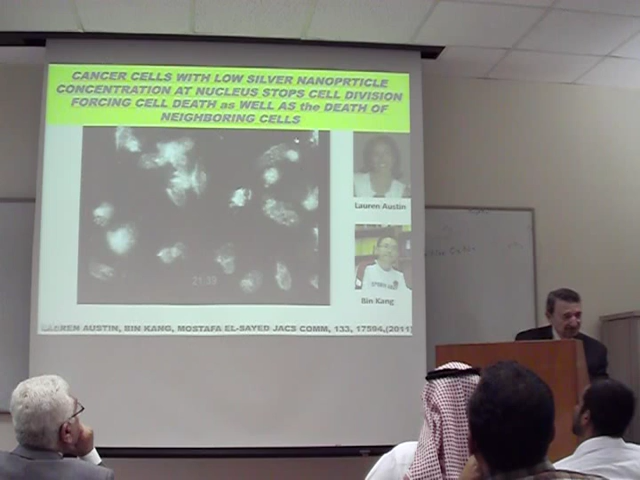 CANCER CELLS WITH LOW SILVER NANOPRTICLE
CONCENTRATION AT NUCLEUS STOPS CELL DIVISION
FORCING CELL DEATH as WELL AS the DEATH OF
NEIGHBORING CELLS
Lauren Austin
Bin Kang
LAUREN AUSTIN, BIN KANG, MOSTAFA EL-SAYED JACS COMM, 133, 17594,(2011)